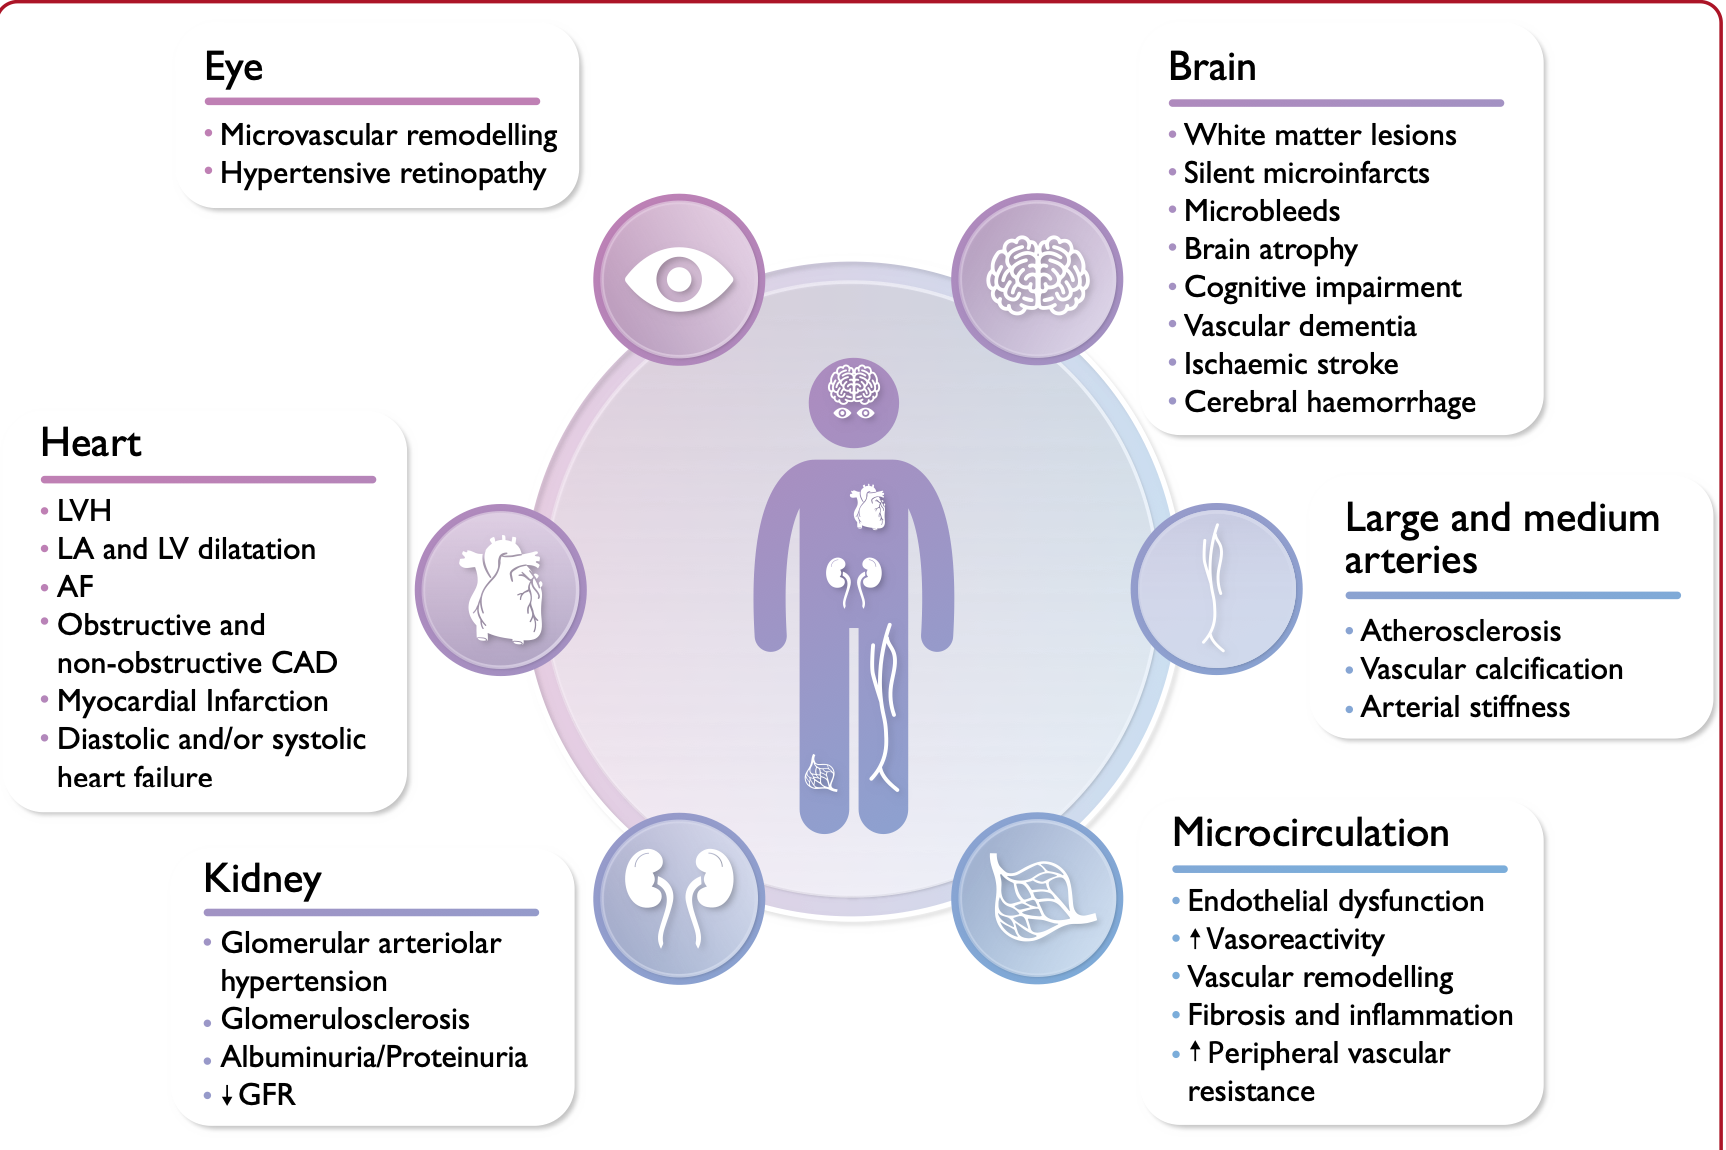 Eye
• Microvascular remodelling
• Hypertensive retinopathy
Brain
• White matter lesions
• Silent microinfarcts
• Microbleeds
• Brain atrophy
• Cognitive impairment
• Vascular dementia
• Ischaemic stroke
• Cerebral haemorrhage
Heart
• LVH
• LA and LV dilatation
• AF
• Obstructive and
non-obstructive CAD
• Myocardial Infarction
• Diastolic and/or systolic
heart failure
Large and medium
arteries
• Atherosclerosis
• Vascular calcification
• Arterial stiffness
Kidney
• Glomerular arteriolar
hypertension
• Glomerulosclerosis
• Albuminuria/Proteinuria
• ↓ GFR
Microcirculation
• Endothelial dysfunction
• ↑ Vasoreactivity
• Vascular remodelling
• Fibrosis and inflammation
• ↑ Peripheral vascular
resistance